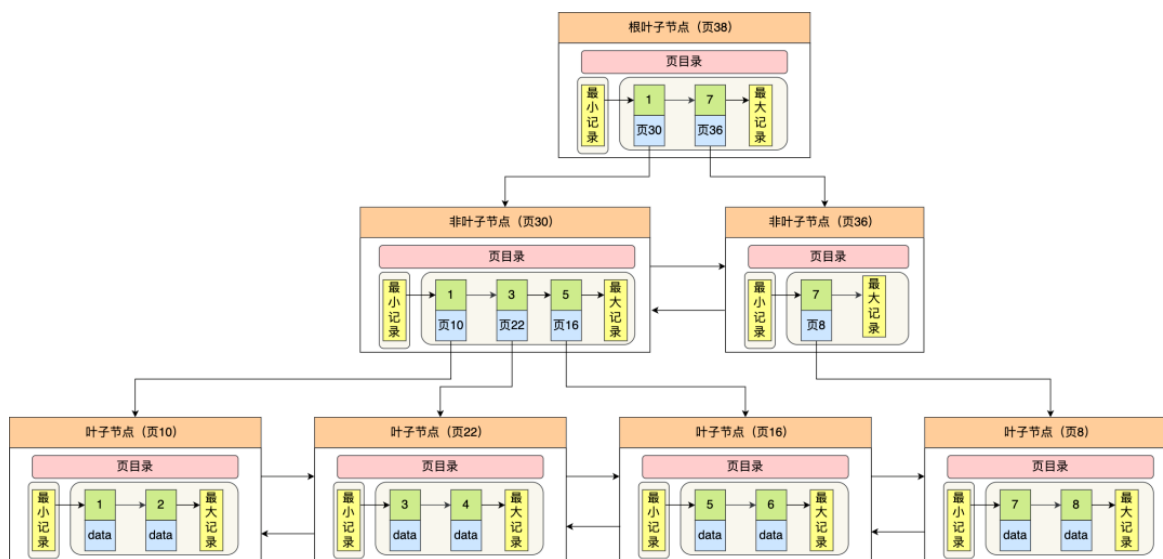 根叶子节点（页38）
页目录
最小记录
1
7
最大记录
页30
页36
非叶子节点（页30）
页目录
最小记录
1
3
5
最大记录
页10
页22
页16
非叶子节点（页36）
页目录
最小记录
7
最大记录
页8
叶子节点（页10）
页目录
最小记录
1
2
最大记录
data
data
叶子节点（页22）
页目录
最小记录
3
4
最大记录
data
data
叶子节点（页16）
页目录
最小记录
5
6
最大记录
data
data
叶子节点（页8）
页目录
最小记录
7
8
最大记录
data
data